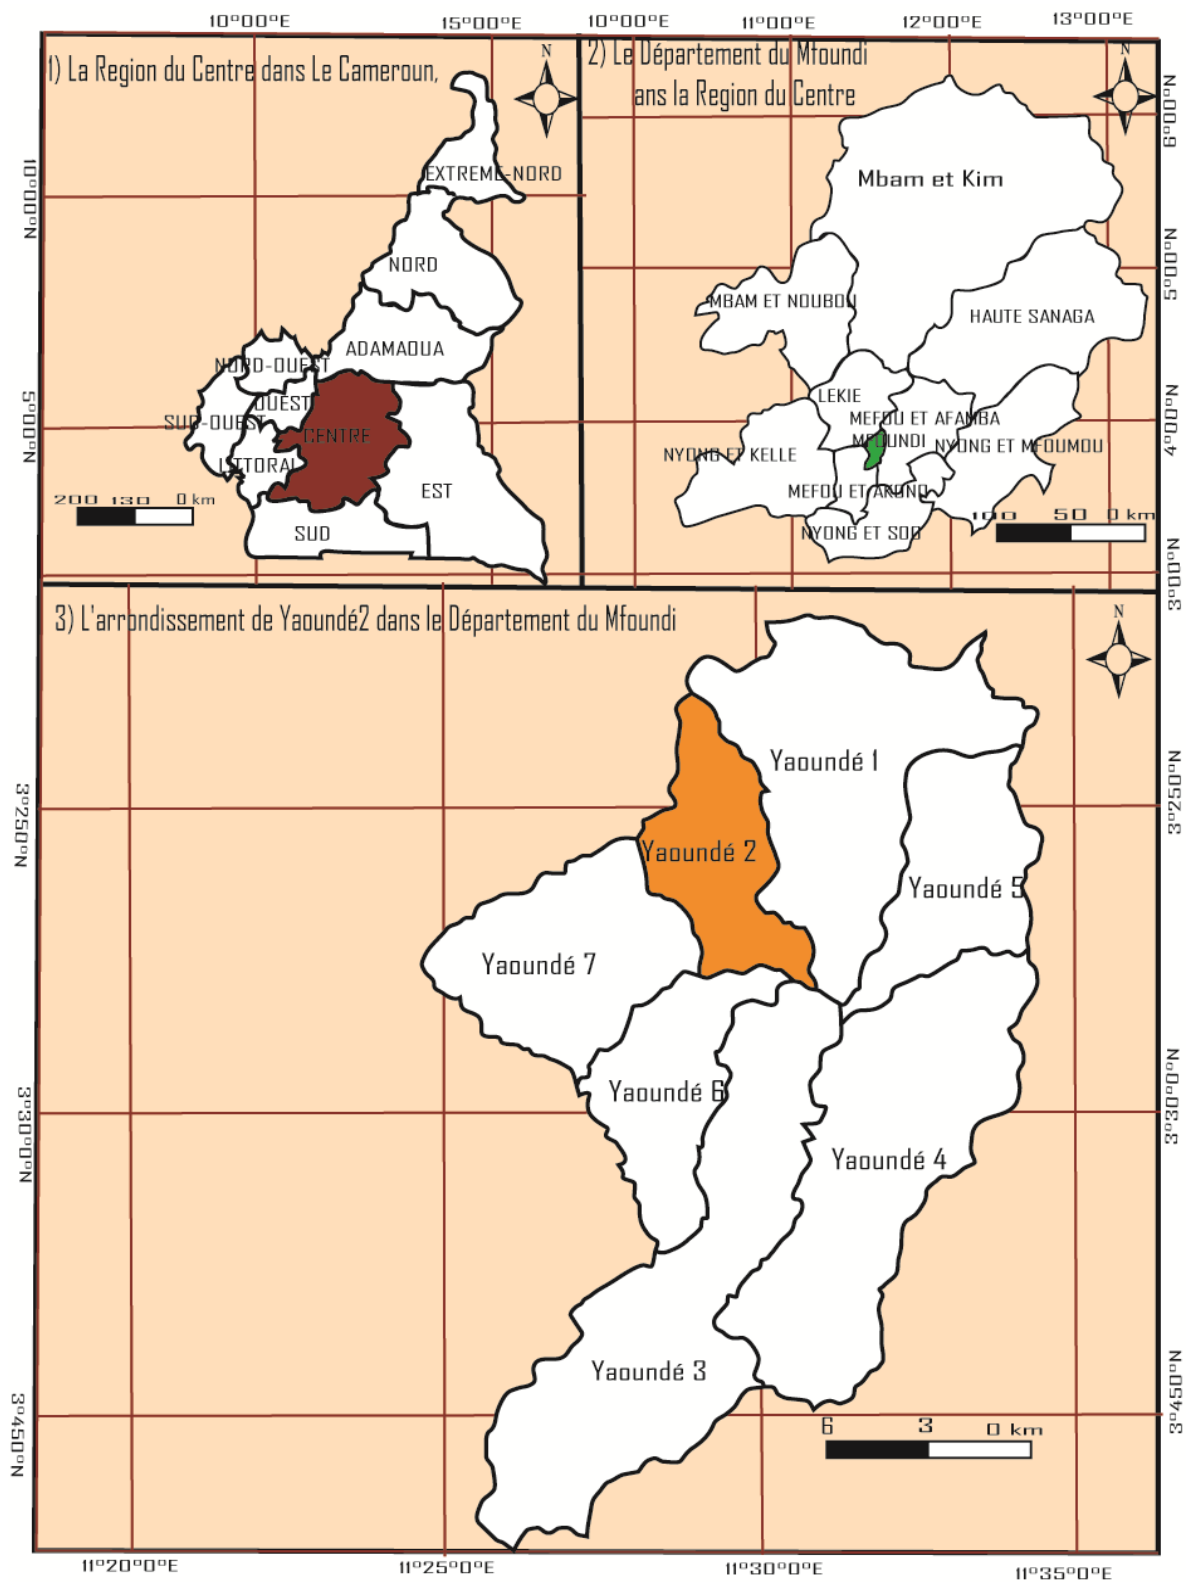 10°00'E
15°00'E
10°00'0E
11°00'E
12°00'0E
13°00'E
N
N
1) La Region du Centre dans Le Cameroun,
2) Le Département du Mfoundi
ans la Region du Centre
6°00'N
10°00'N
EXTREME-NORD
Mbam et Kim
NORD
5°00'N
MBAM ET NOUBOU
HAUTE SANAGA
ADAMAOUA
NORD-OUEST
OUEST
SUD-OUEST
LEKIE
5°00'N
CENTRE
MEFOU ET AFAMBA
4°00'N
MFOUNDI
NYONG ET MFOUMOU
NYONG ET KELLE
LITTORAL
EST
MEFOU ET AKONO
200 130 0 km
100 50 0 km
SUD
NYONG ET SOO
3°00'N
3) L'arrondissement de Yaoundé2 dans le Département du Mfoundi
N
Yaoundé 1
3°25'0"N
3°25'0"N
Yaoundé 2
Yaoundé 5
Yaoundé 7
Yaoundé 6
3°30'0"N
3°30'0"N
Yaoundé 4
Yaoundé 3
3°45'0"N
3°45'0"N
6 3 0 km
11°20'0"E
11°25'0"E
11°30'0"E
11°35'0"E